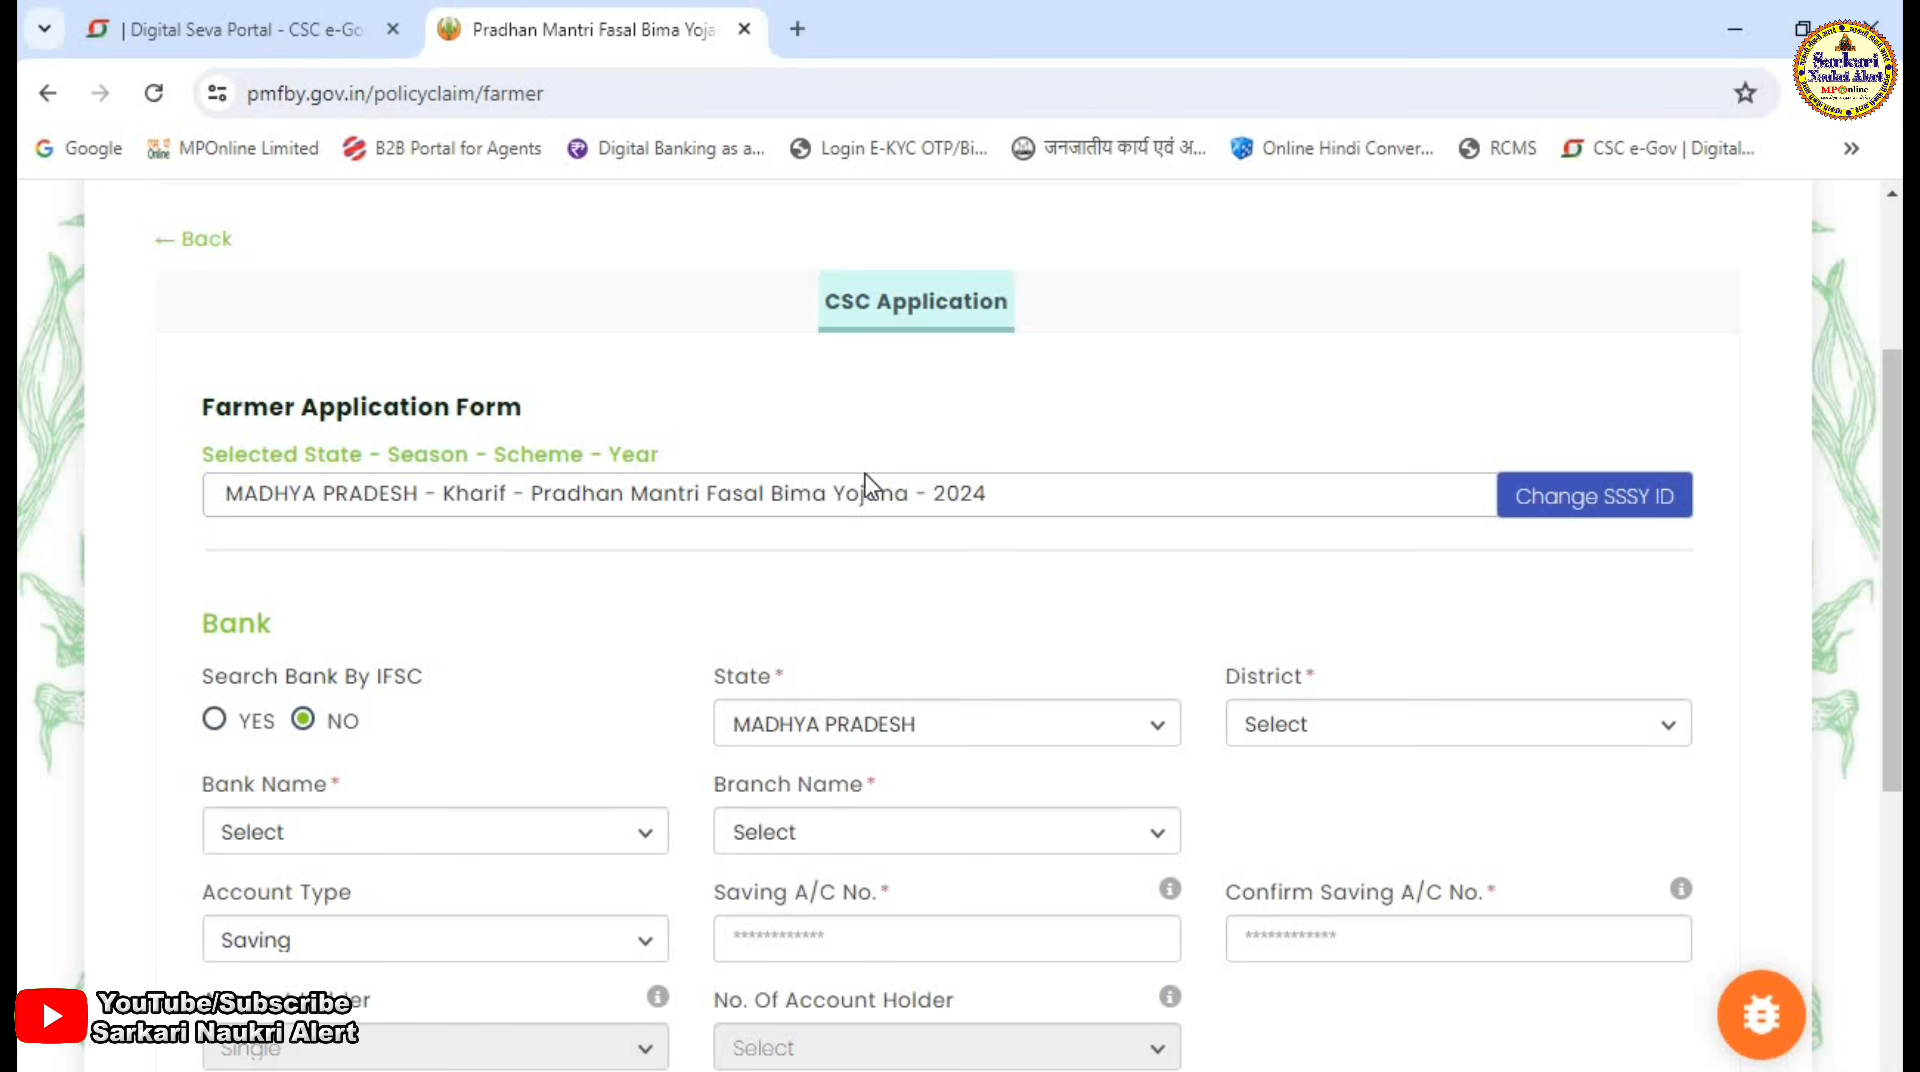 | Digital Seva Portal - CSC e-Go
Pradhan Mantri Fasal Bima Yoja
pmfby.gov.in/policyclaim/farmer
Sarkari
Naukri Alert
MPOnline
Google
MPOnline Limited
B2B Portal for Agents
Digital Banking as a...
Login E-KYC OTP/Bi...
जनजातीय कार्य एवं अ...
Online Hindi Conver...
RCMS
CSC e-Gov | Digital...
← Back
CSC Application
Farmer Application Form
Selected State - Season - Scheme - Year
MADHYA PRADESH - Kharif - Pradhan Mantri Fasal Bima Yojana - 2024
Change SSSY ID
Bank
Search Bank By IFSC
State*
District*
YES NO
MADHYA PRADESH
Select
Bank Name*
Branch Name*
Select
Select
Account Type
Saving A/C No.*
Confirm Saving A/C No.*
Saving
************
************
No. Of Account Holder
YouTube/Subscribe
Sarkari Naukri Alert
Single
Select